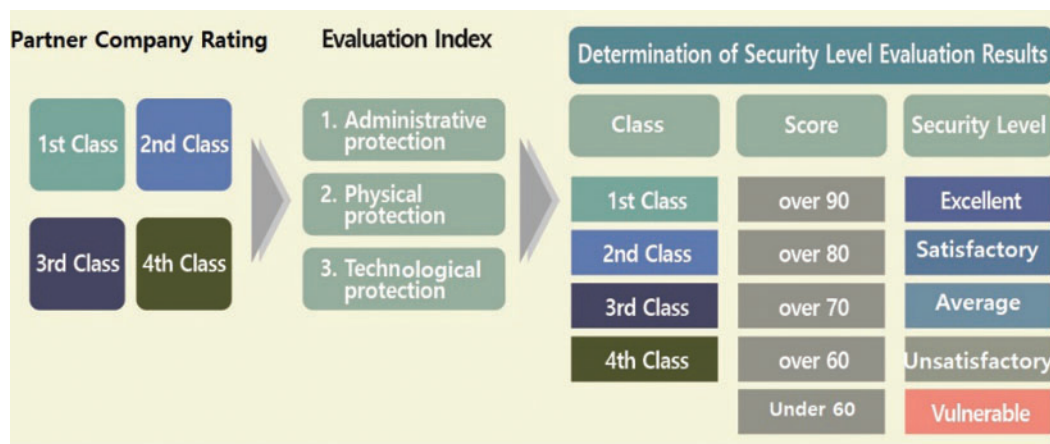 Partner Company Rating
1st Class
2nd Class
3rd Class
4th Class
Evaluation Index
1. Administrative
protection
2. Physical
protection
3. Technological
protection
Determination of Security Level Evaluation Results
Class
Score
Security Level
1st Class
over 90
Excellent
2nd Class
over 80
Satisfactory
3rd Class
over 70
Average
4th Class
over 60
Unsatisfactory
Under 60
Vulnerable